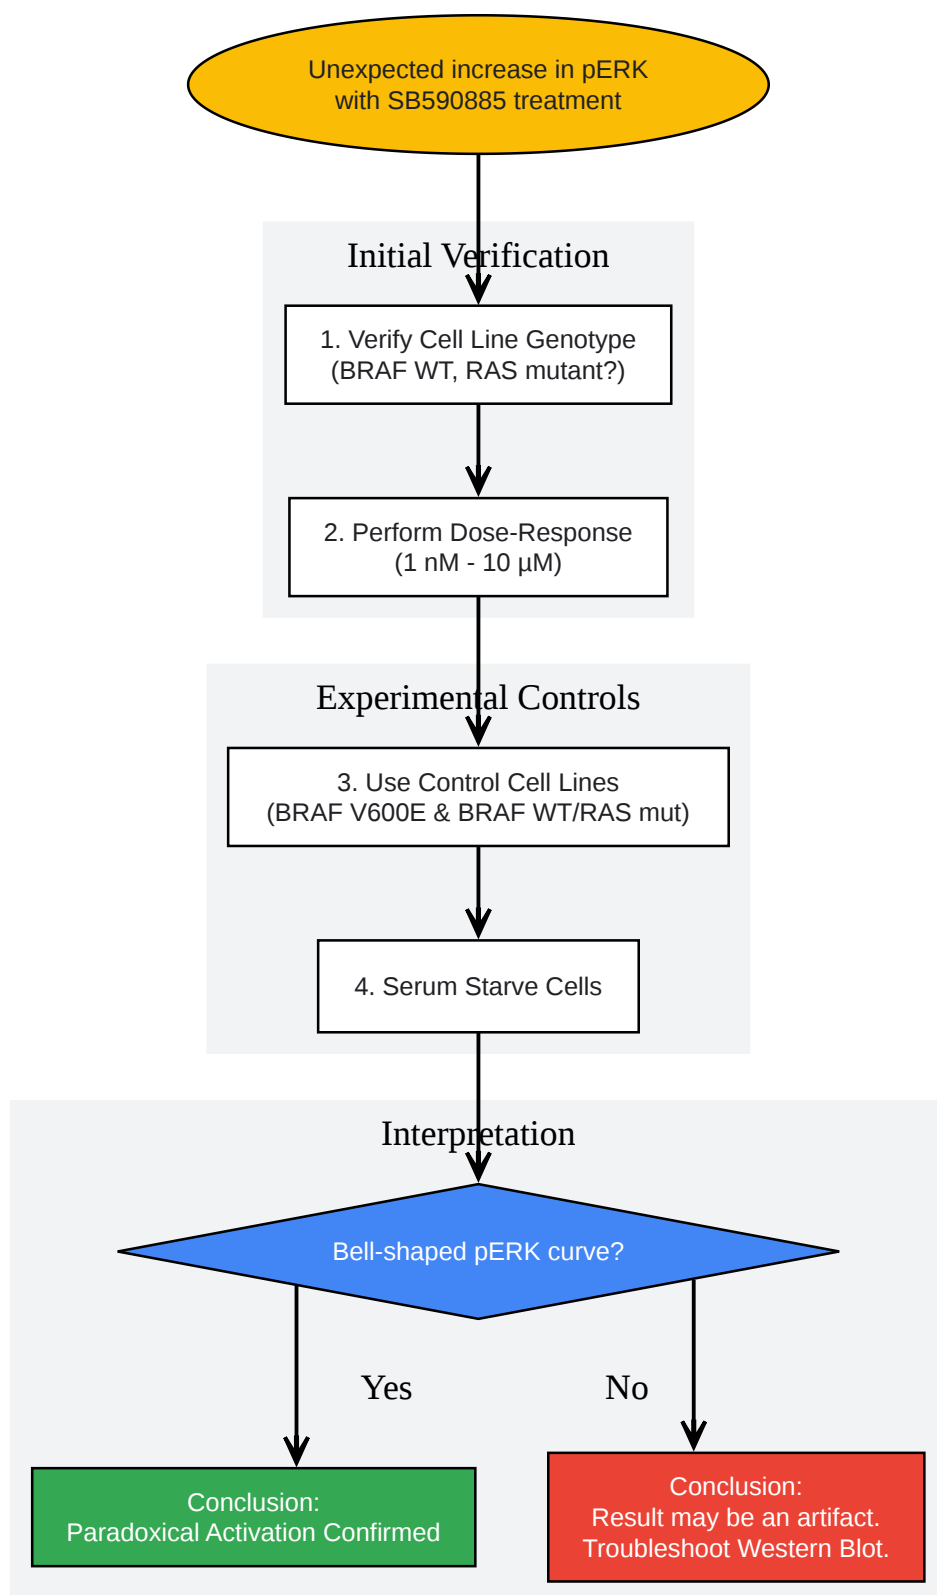 Unexpected increase in pERK
with SB590885 treatment
Initial Verification
1. Verify Cell Line Genotype
(BRAF WT, RAS mutant?)
2. Perform Dose-Response
(1 nM - 10 µM)
Experimental Controls
3. Use Control Cell Lines
(BRAF V600E & BRAF WT/RAS mut)
4. Serum Starve Cells
Interpretation
Bell-shaped pERK curve?
Yes
No
Conclusion:
Paradoxical Activation Confirmed
Conclusion:
Result may be an artifact.
Troubleshoot Western Blot.